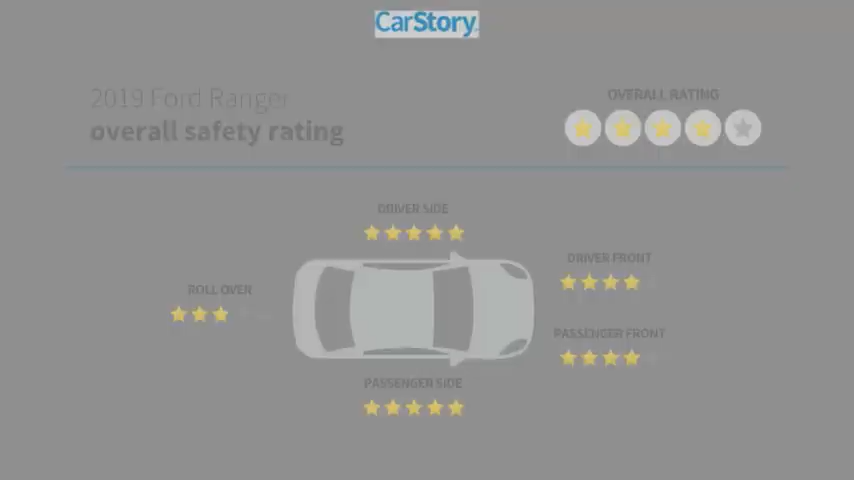 CarStory
2019 Ford Ranger
overall safety rating
OVERALL RATING
DRIVER SIDE
DRIVER FRONT
ROLL OVER
PASSENGER FRONT
PASSENGER SIDE